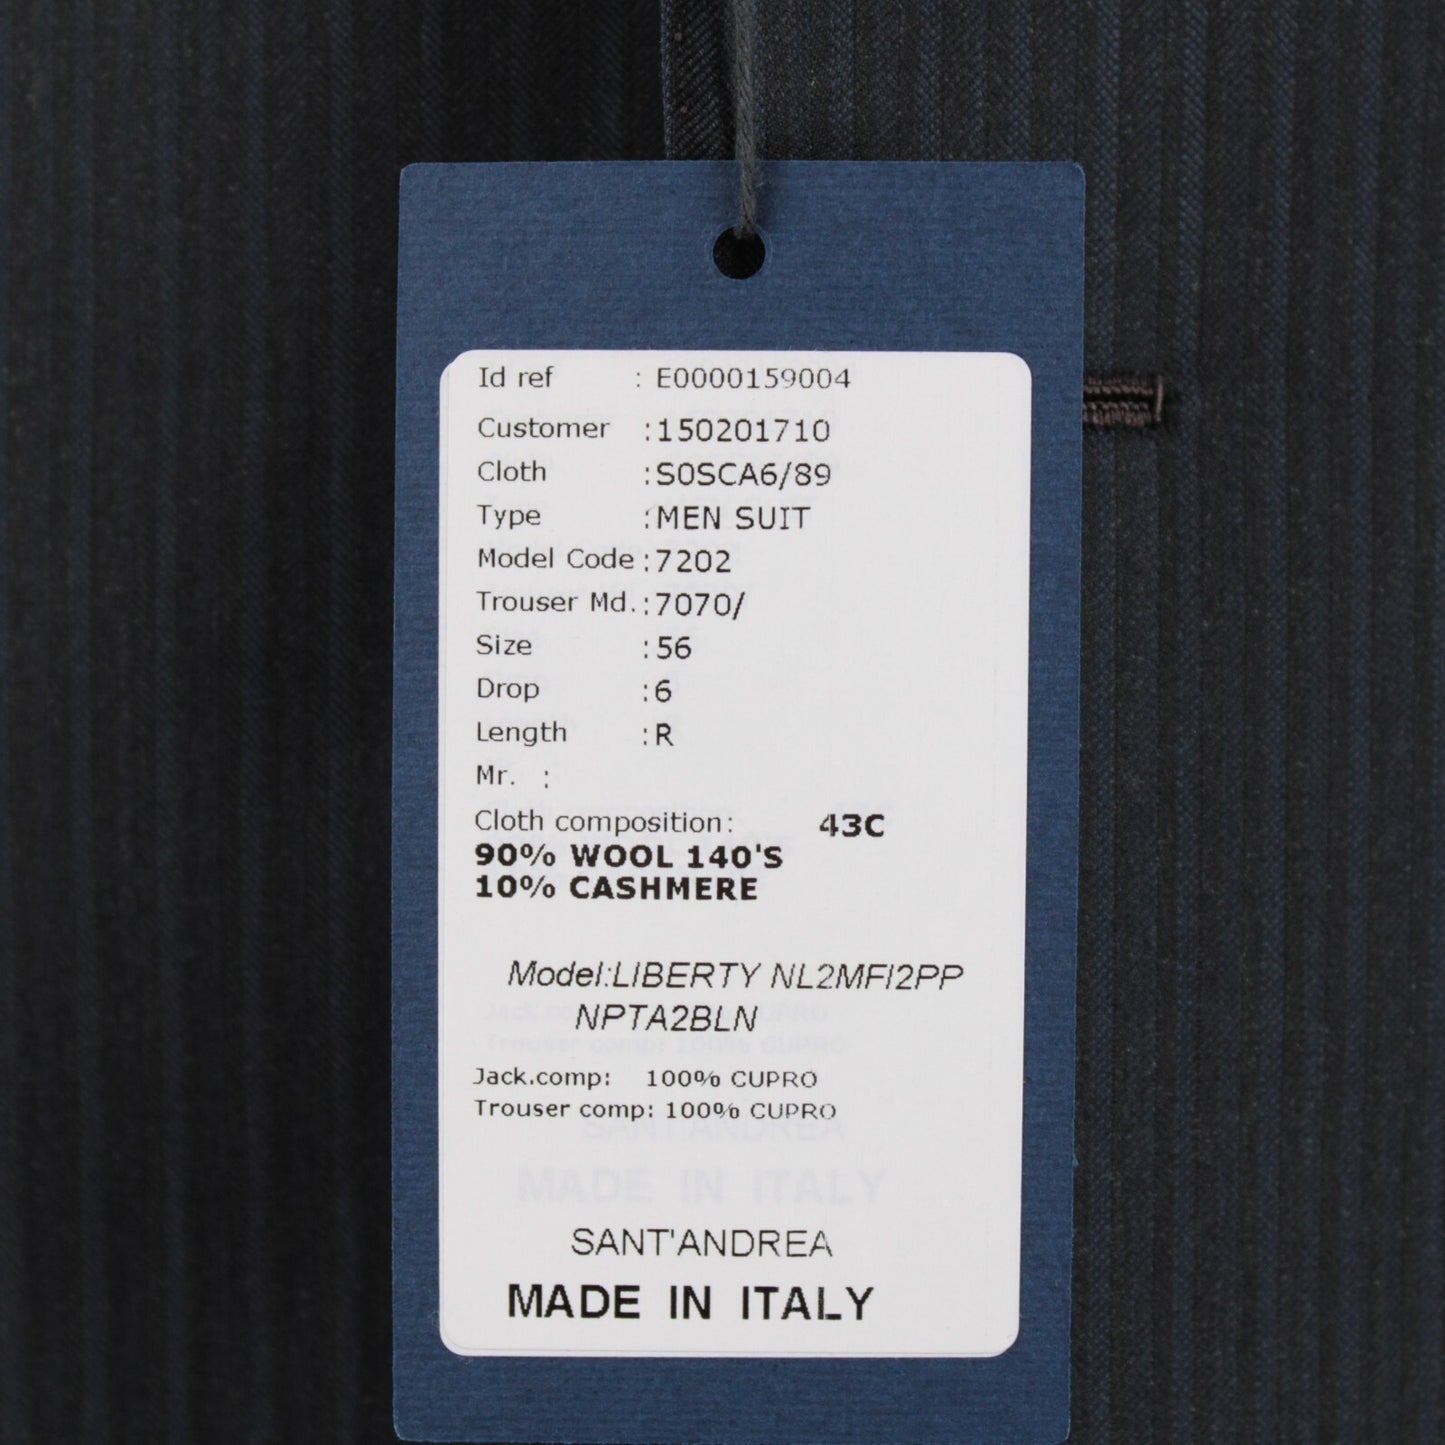 Id ref : E0000159004
Customer :150201710
Cloth :S0SCA6/89
Type :MEN SUIT
Model Code :7202
Trouser Md. :7070/
Size :56
Drop :6
Length :R
Mr. :
Cloth composition: 43C
90% WOOL 140'S
10% CASHMERE
Model:LIBERTY NL2MFI2PP
NPTA2BLN
Jack.comp: 100% CUPRO
Trouser comp: 100% CUPRO
SANT'ANDREA
MADE IN ITALY